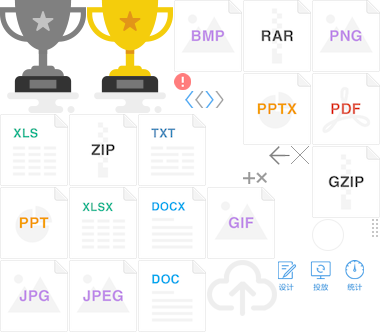 BMP
RAR
PNG
PPTX
PDF
XLS
ZIP
TXT
GZIP
PPT
XLSX
DOCX
GIF
JPG
JPEG
DOC
设计
投放
统计